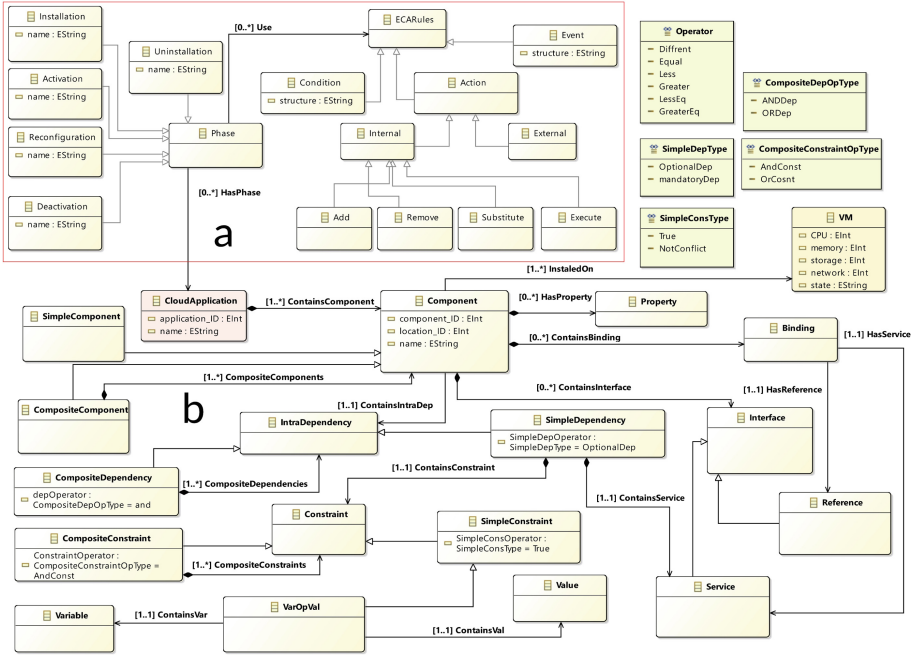 Installation
name : EString
Uninstallation
name : EString
Activation
name : EString
Reconfiguration
name : EString
Deactivation
name : EString
Phase
[0..*] Use
ECARules
Event
structure : EString
Condition
structure : EString
Action
Internal
External
Add
Remove
Substitute
Execute
[0..*] HasPhase
a
Operator
Diffrent
Equal
Less
Greater
LessEq
GreaterEq
CompositeDepOpType
ANDDep
ORDep
SimpleDepType
OptionalDep
mandatoryDep
CompositeConstraintOpType
AndConst
OrCosnt
SimpleConsType
True
NotConflict
VM
CPU : EInt
memory : EInt
storage : EInt
network : EInt
state : EString
[1..*] InstaledOn
CloudApplication
application_ID : EInt
name : EString
[1..*] ContainsComponent
Component
component_ID : EInt
location_ID : EInt
name : EString
[0..*] HasProperty
Property
[0..*] ContainsBinding
Binding
[1..1] HasService
SimpleComponent
[1..*] CompositeComponents
CompositeComponent
b
[0..*] ContainsInterface
[1..1] HasReference
[1..1] ContainsIntraDep
IntraDependency
SimpleDependency
SimpleDepOperator :
SimpleDepType = OptionalDep
Interface
CompositeDependency
depOperator :
CompositeDepOpType = and
[1..*] CompositeDependencies
[1..1] ContainsConstraint
[1..1] ContainsService
Reference
Constraint
SimpleConstraint
SimpleConsOperator :
SimpleConsType = True
CompositeConstraint
ConstraintOperator :
CompositeConstraintOpType =
AndConst
[1..*] CompositeConstraints
Service
Variable
[1..1] ContainsVar
VarOpVal
[1..1] ContainsVal
Value